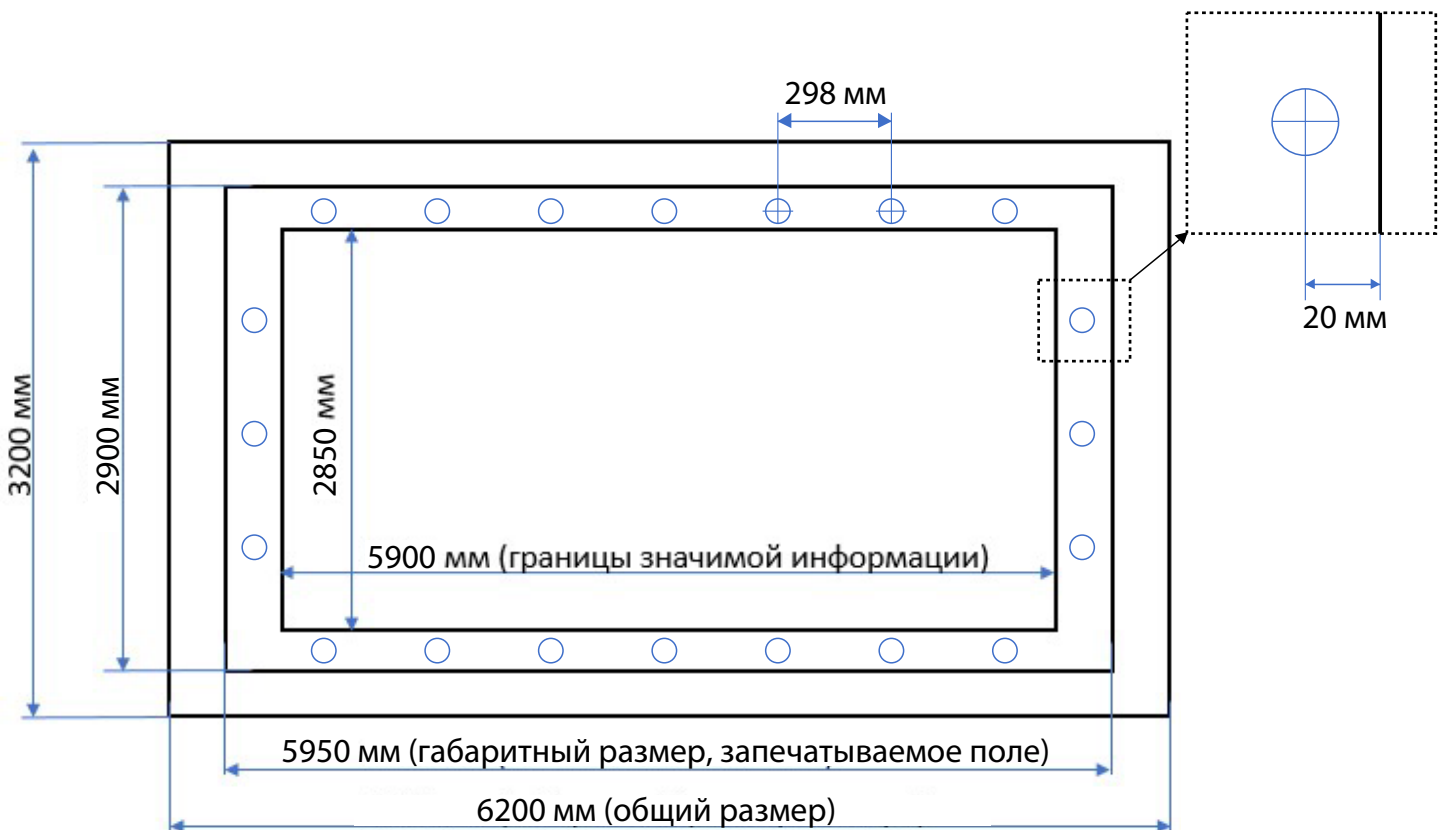 298 мм
20 мм
3200 мм
2900 мм
2850 мм
5900 мм (границы значимой информации)
5950 мм (габаритный размер, запечатываемое поле)
6200 мм (общий размер)